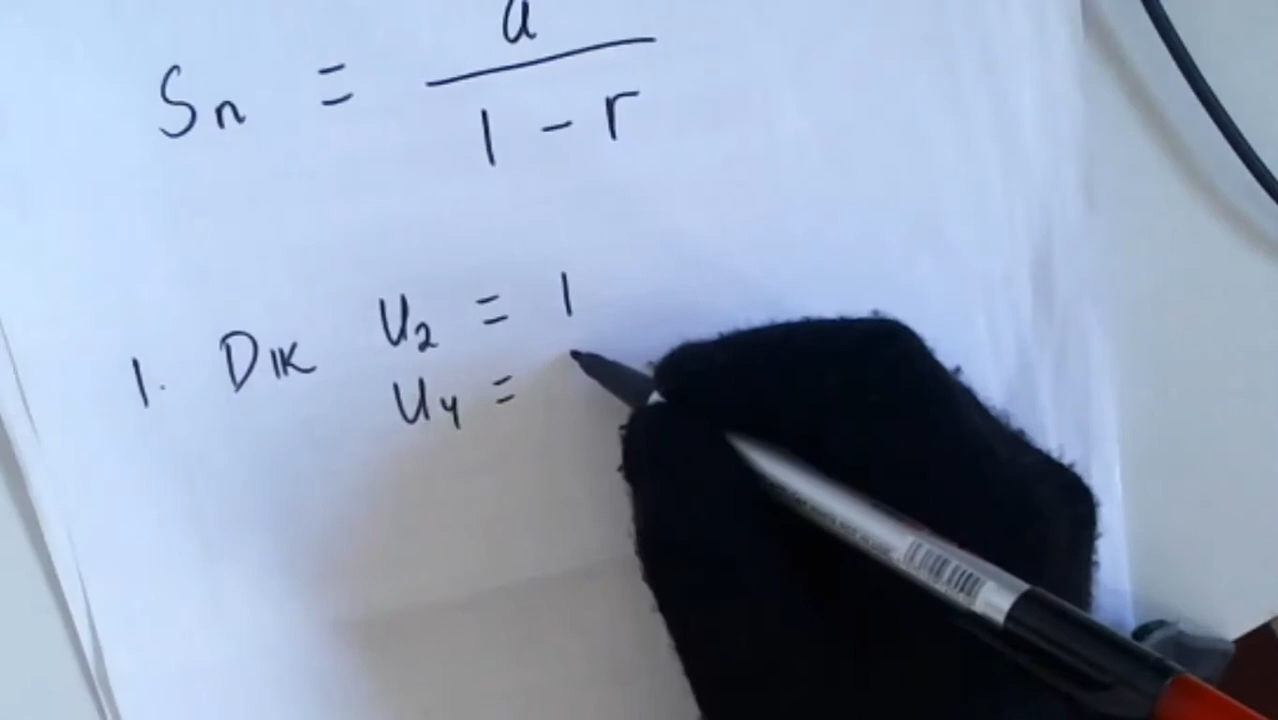 Sn = a / 1 - r
1. DIK U2 = 1
U4 =